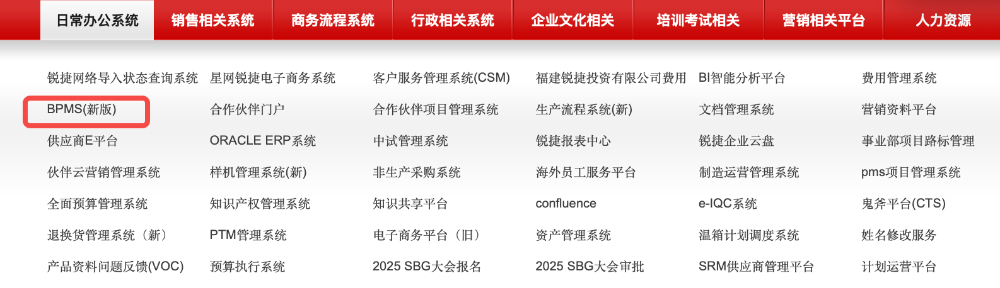 日常办公系统 销售相关系统 商务流程系统 行政相关系统 企业文化相关 培训考试相关 营销相关平台 人力资源
锐捷网络导入状态查询系统 星网锐捷电子商务系统 客户服务管理系统(CSM) 福建锐捷投资有限公司费用 BI智能分析平台 费用管理系统
BPMS(新版) 合作伙伴门户 合作伙伴项目管理系统 生产流程系统(新) 文档管理系统 营销资料平台
供应商E平台 ORACLE ERP系统 中试管理系统 锐捷报表中心 锐捷企业云盘 事业部项目路标管理
伙伴云营销管理系统 样机管理系统(新) 非生产采购系统 海外员工服务平台 制造运营管理系统 pms项目管理系统
全面预算管理系统 知识产权管理系统 知识共享平台 confluence e-IQC系统 鬼斧平台(CTS)
退换货管理系统（新） PTM管理系统 电子商务平台（旧） 资产管理系统 温箱计划调度系统 姓名修改服务
产品资料问题反馈(VOC) 预算执行系统 2025 SBG大会报名 2025 SBG大会审批 SRM供应商管理平台 计划运营平台